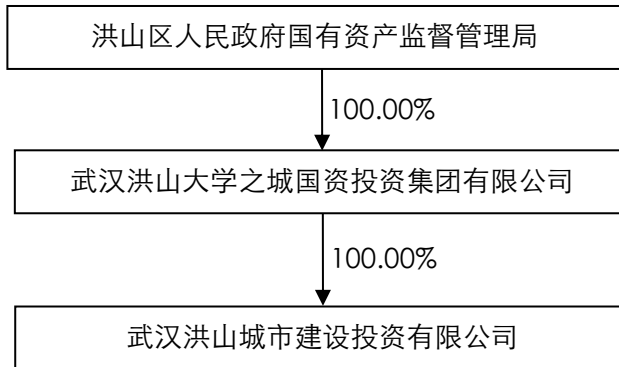 洪山区人民政府国有资产监督管理局
100.00%
武汉洪山大学之城国资投资集团有限公司
100.00%
武汉洪山城市建设投资有限公司